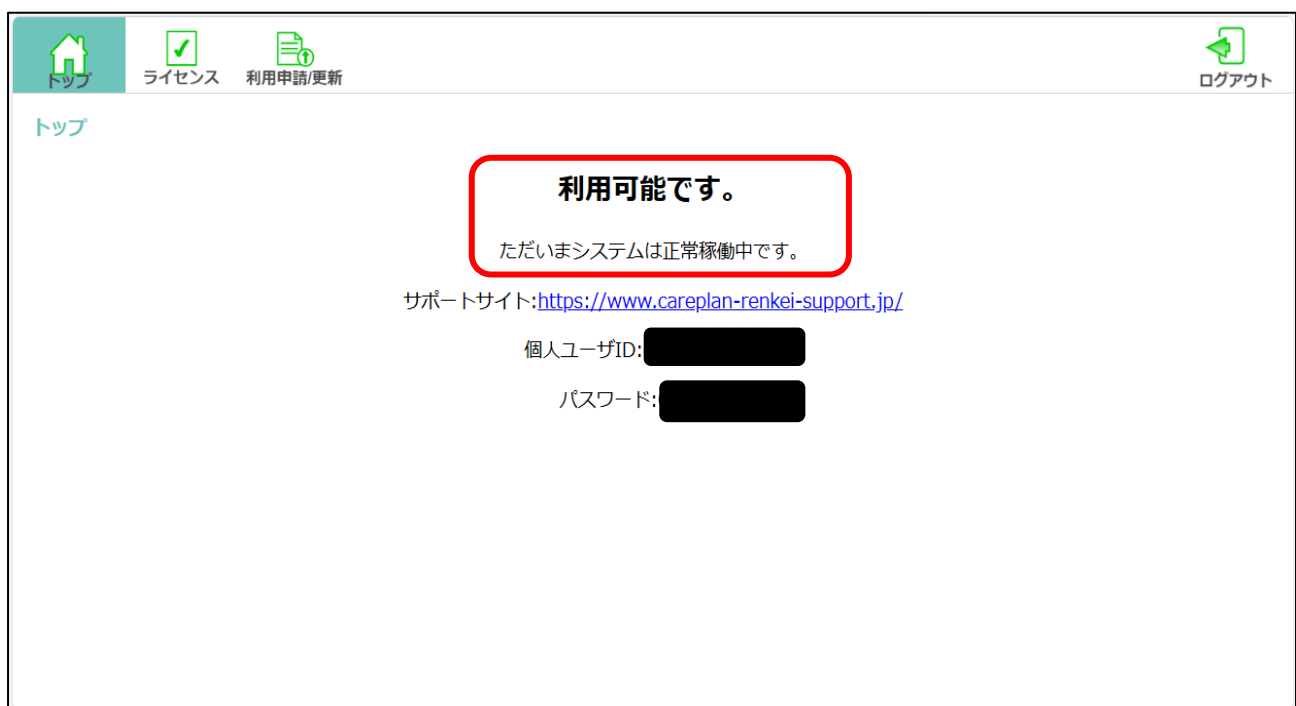 トップ
ライセンス
利用申請/更新
ログアウト
トップ
利用可能です。
ただいまシステムは正常稼働中です。
サポートサイト:https://www.careplan-renkei-support.jp/
個人ユーザID:
パスワード: